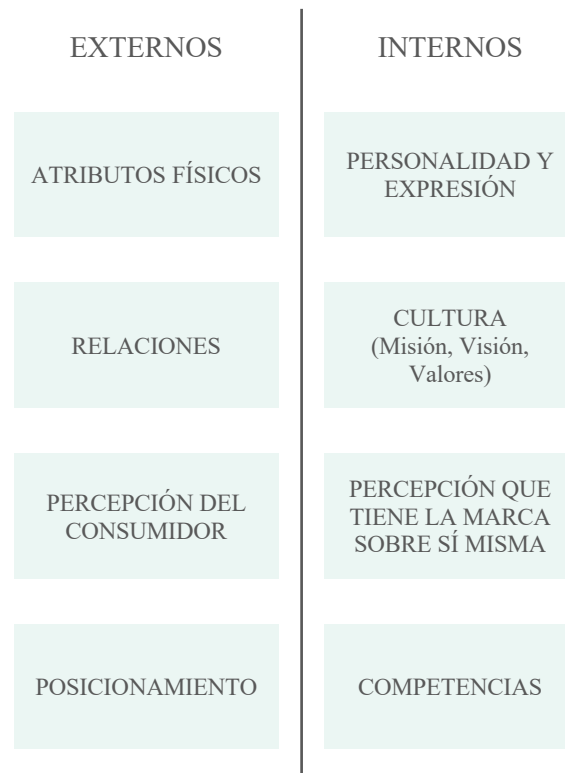 EXTERNOS
INTERNOS
ATRIBUTOS FÍSICOS
PERSONALIDAD Y
EXPRESIÓN
RELACIONES
CULTURA
(Misión, Visión,
Valores)
PERCEPCIÓN DEL
CONSUMIDOR
PERCEPCIÓN QUE
TIENE LA MARCA
SOBRE SÍ MISMA
POSICIONAMIENTO
COMPETENCIAS